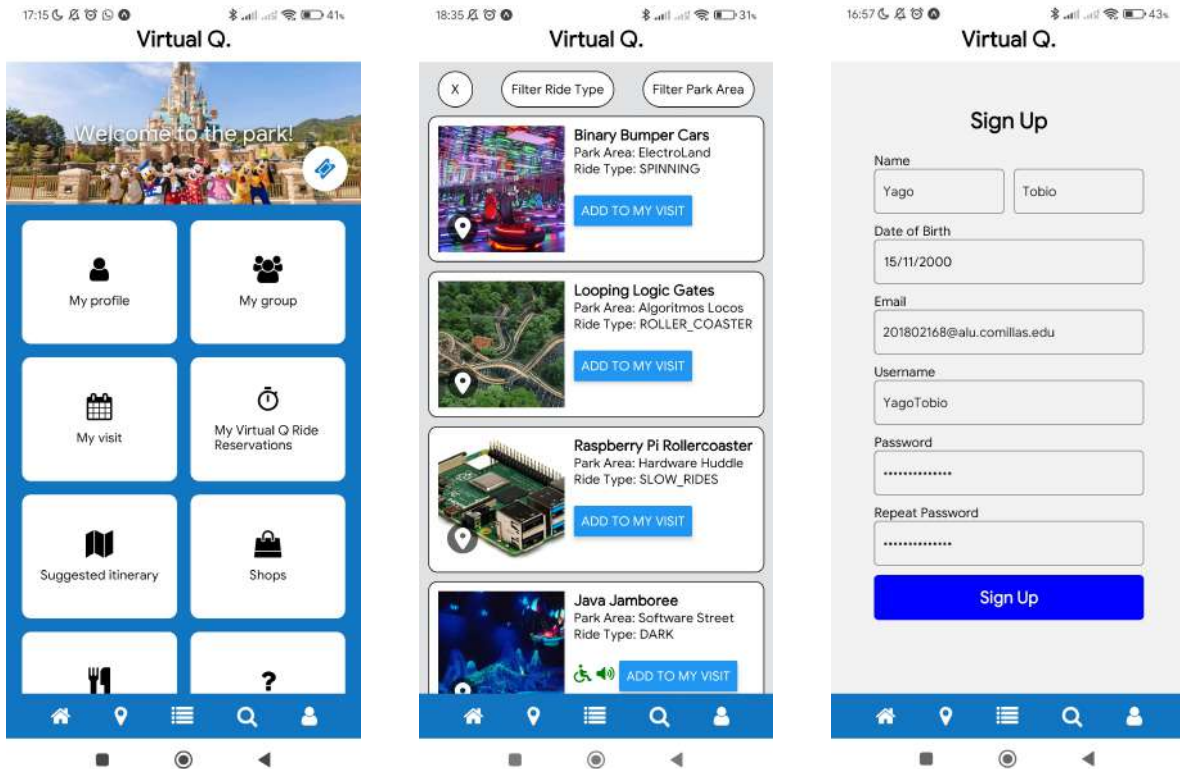 17:15
41%
Virtual Q.
Welcome to the park!
My profile
My group
My visit
My Virtual Q Ride
Reservations
Suggested itinerary
Shops
?
18:35
31%
Virtual Q.
X
Filter Ride Type
Filter Park Area
Binary Bumper Cars
Park Area: ElectroLand
Ride Type: SPINNING
ADD TO MY VISIT
Looping Logic Gates
Park Area: Algoritmos Locos
Ride Type: ROLLER_COASTER
ADD TO MY VISIT
Raspberry Pi Rollercoaster
Park Area: Hardware Huddle
Ride Type: SLOW_RIDES
ADD TO MY VISIT
Java Jamboree
Park Area: Software Street
Ride Type: DARK
ADD TO MY VISIT
16:57
43%
Virtual Q.
Sign Up
Name
Yago
Tobio
Date of Birth
15/11/2000
Email
201802168@alu.comillas.edu
Username
YagoTobio
Password
••••••••••••••
Repeat Password
••••••••••••••
Sign Up